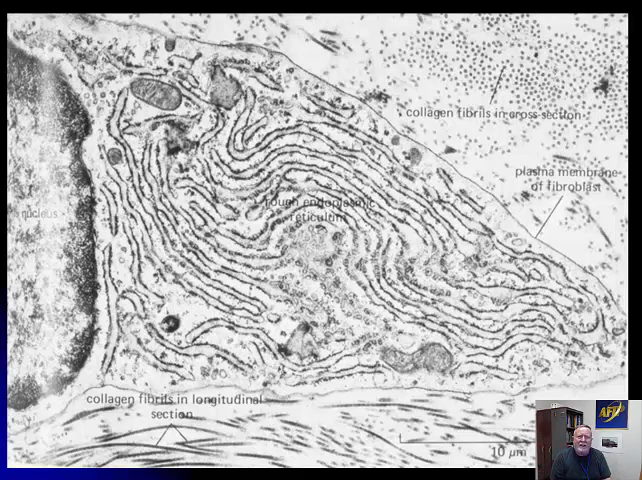 collagen fibrils in cross section
plasma membrane
of fibroblast
rough endoplasmic
reticulum
nucleus
collagen fibrils in longitudinal
section
10 μm
AFP